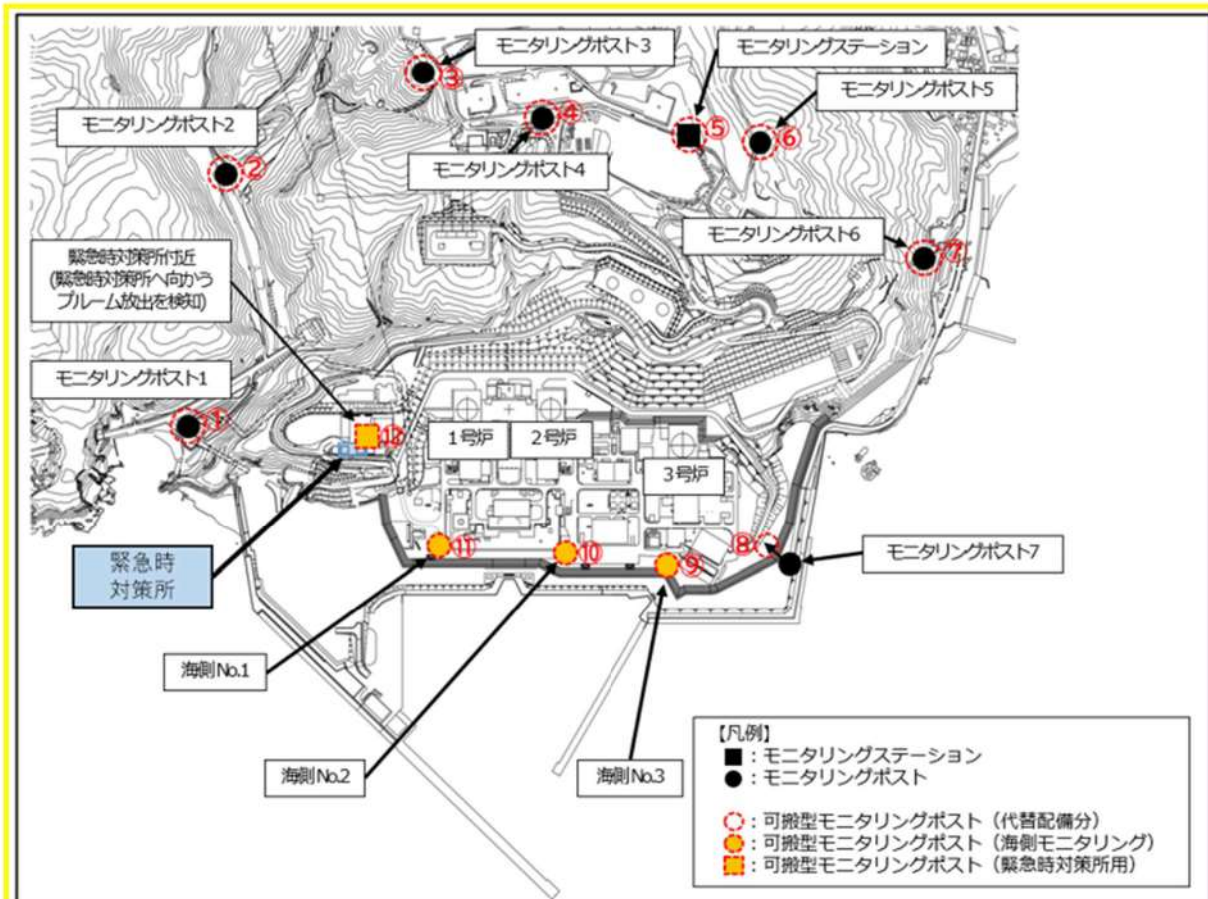 モニタリングポスト3
モニタリングステーション
③
モニタリングポスト5
モニタリングポスト2
④
⑤
⑥
②
モニタリングポスト4
モニタリングポスト6
⑦
緊急時対策所付近
(緊急時対策所へ向かう
プルーム放出を検知)
モニタリングポスト1
①
⑫
1号炉
2号炉
3号炉
⑪
⑩
⑧
⑨
モニタリングポスト7
緊急時
対策所
海側No.1
海側No.2
海側No.3
【凡例】
■：モニタリングステーション
●：モニタリングポスト
：可搬型モニタリングポスト（代替配備分）
：可搬型モニタリングポスト（海側モニタリング）
：可搬型モニタリングポスト（緊急時対策所用）